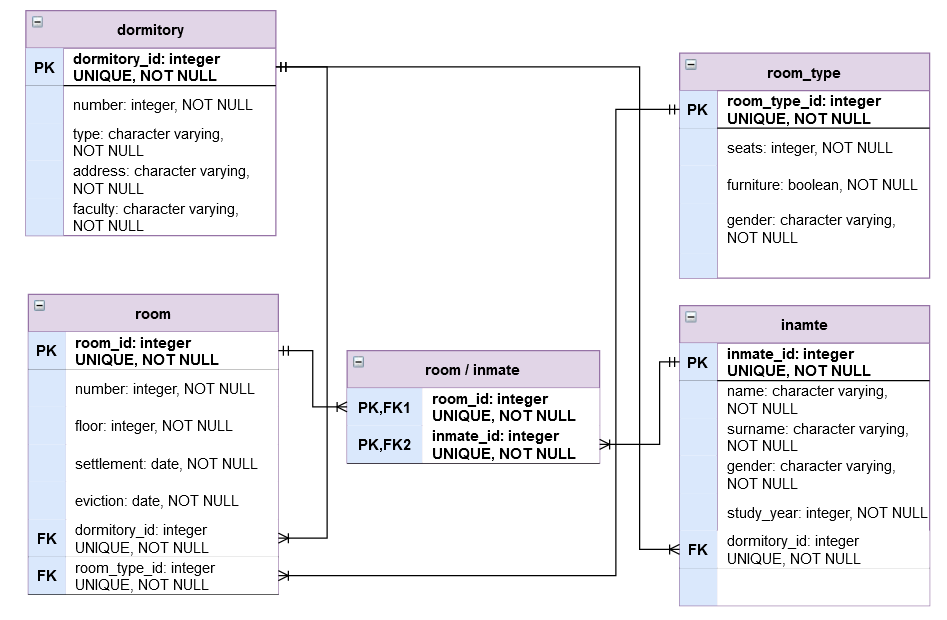 dormitory
PK
dormitory_id: integer
UNIQUE, NOT NULL
number: integer, NOT NULL
type: character varying,
NOT NULL
address: character varying,
NOT NULL
faculty: character varying,
NOT NULL
room_type
PK
room_type_id: integer
UNIQUE, NOT NULL
seats: integer, NOT NULL
furniture: boolean, NOT NULL
gender: character varying,
NOT NULL
room
PK
room_id: integer
UNIQUE, NOT NULL
number: integer, NOT NULL
floor: integer, NOT NULL
settlement: date, NOT NULL
eviction: date, NOT NULL
FK
dormitory_id: integer
UNIQUE, NOT NULL
FK
room_type_id: integer
UNIQUE, NOT NULL
room / inmate
PK,FK1
room_id: integer
UNIQUE, NOT NULL
PK,FK2
inmate_id: integer
UNIQUE, NOT NULL
inamte
PK
inmate_id: integer
UNIQUE, NOT NULL
name: character varying,
NOT NULL
surname: character varying,
NOT NULL
gender: character varying,
NOT NULL
study_year: integer, NOT NULL
FK
dormitory_id: integer
UNIQUE, NOT NULL